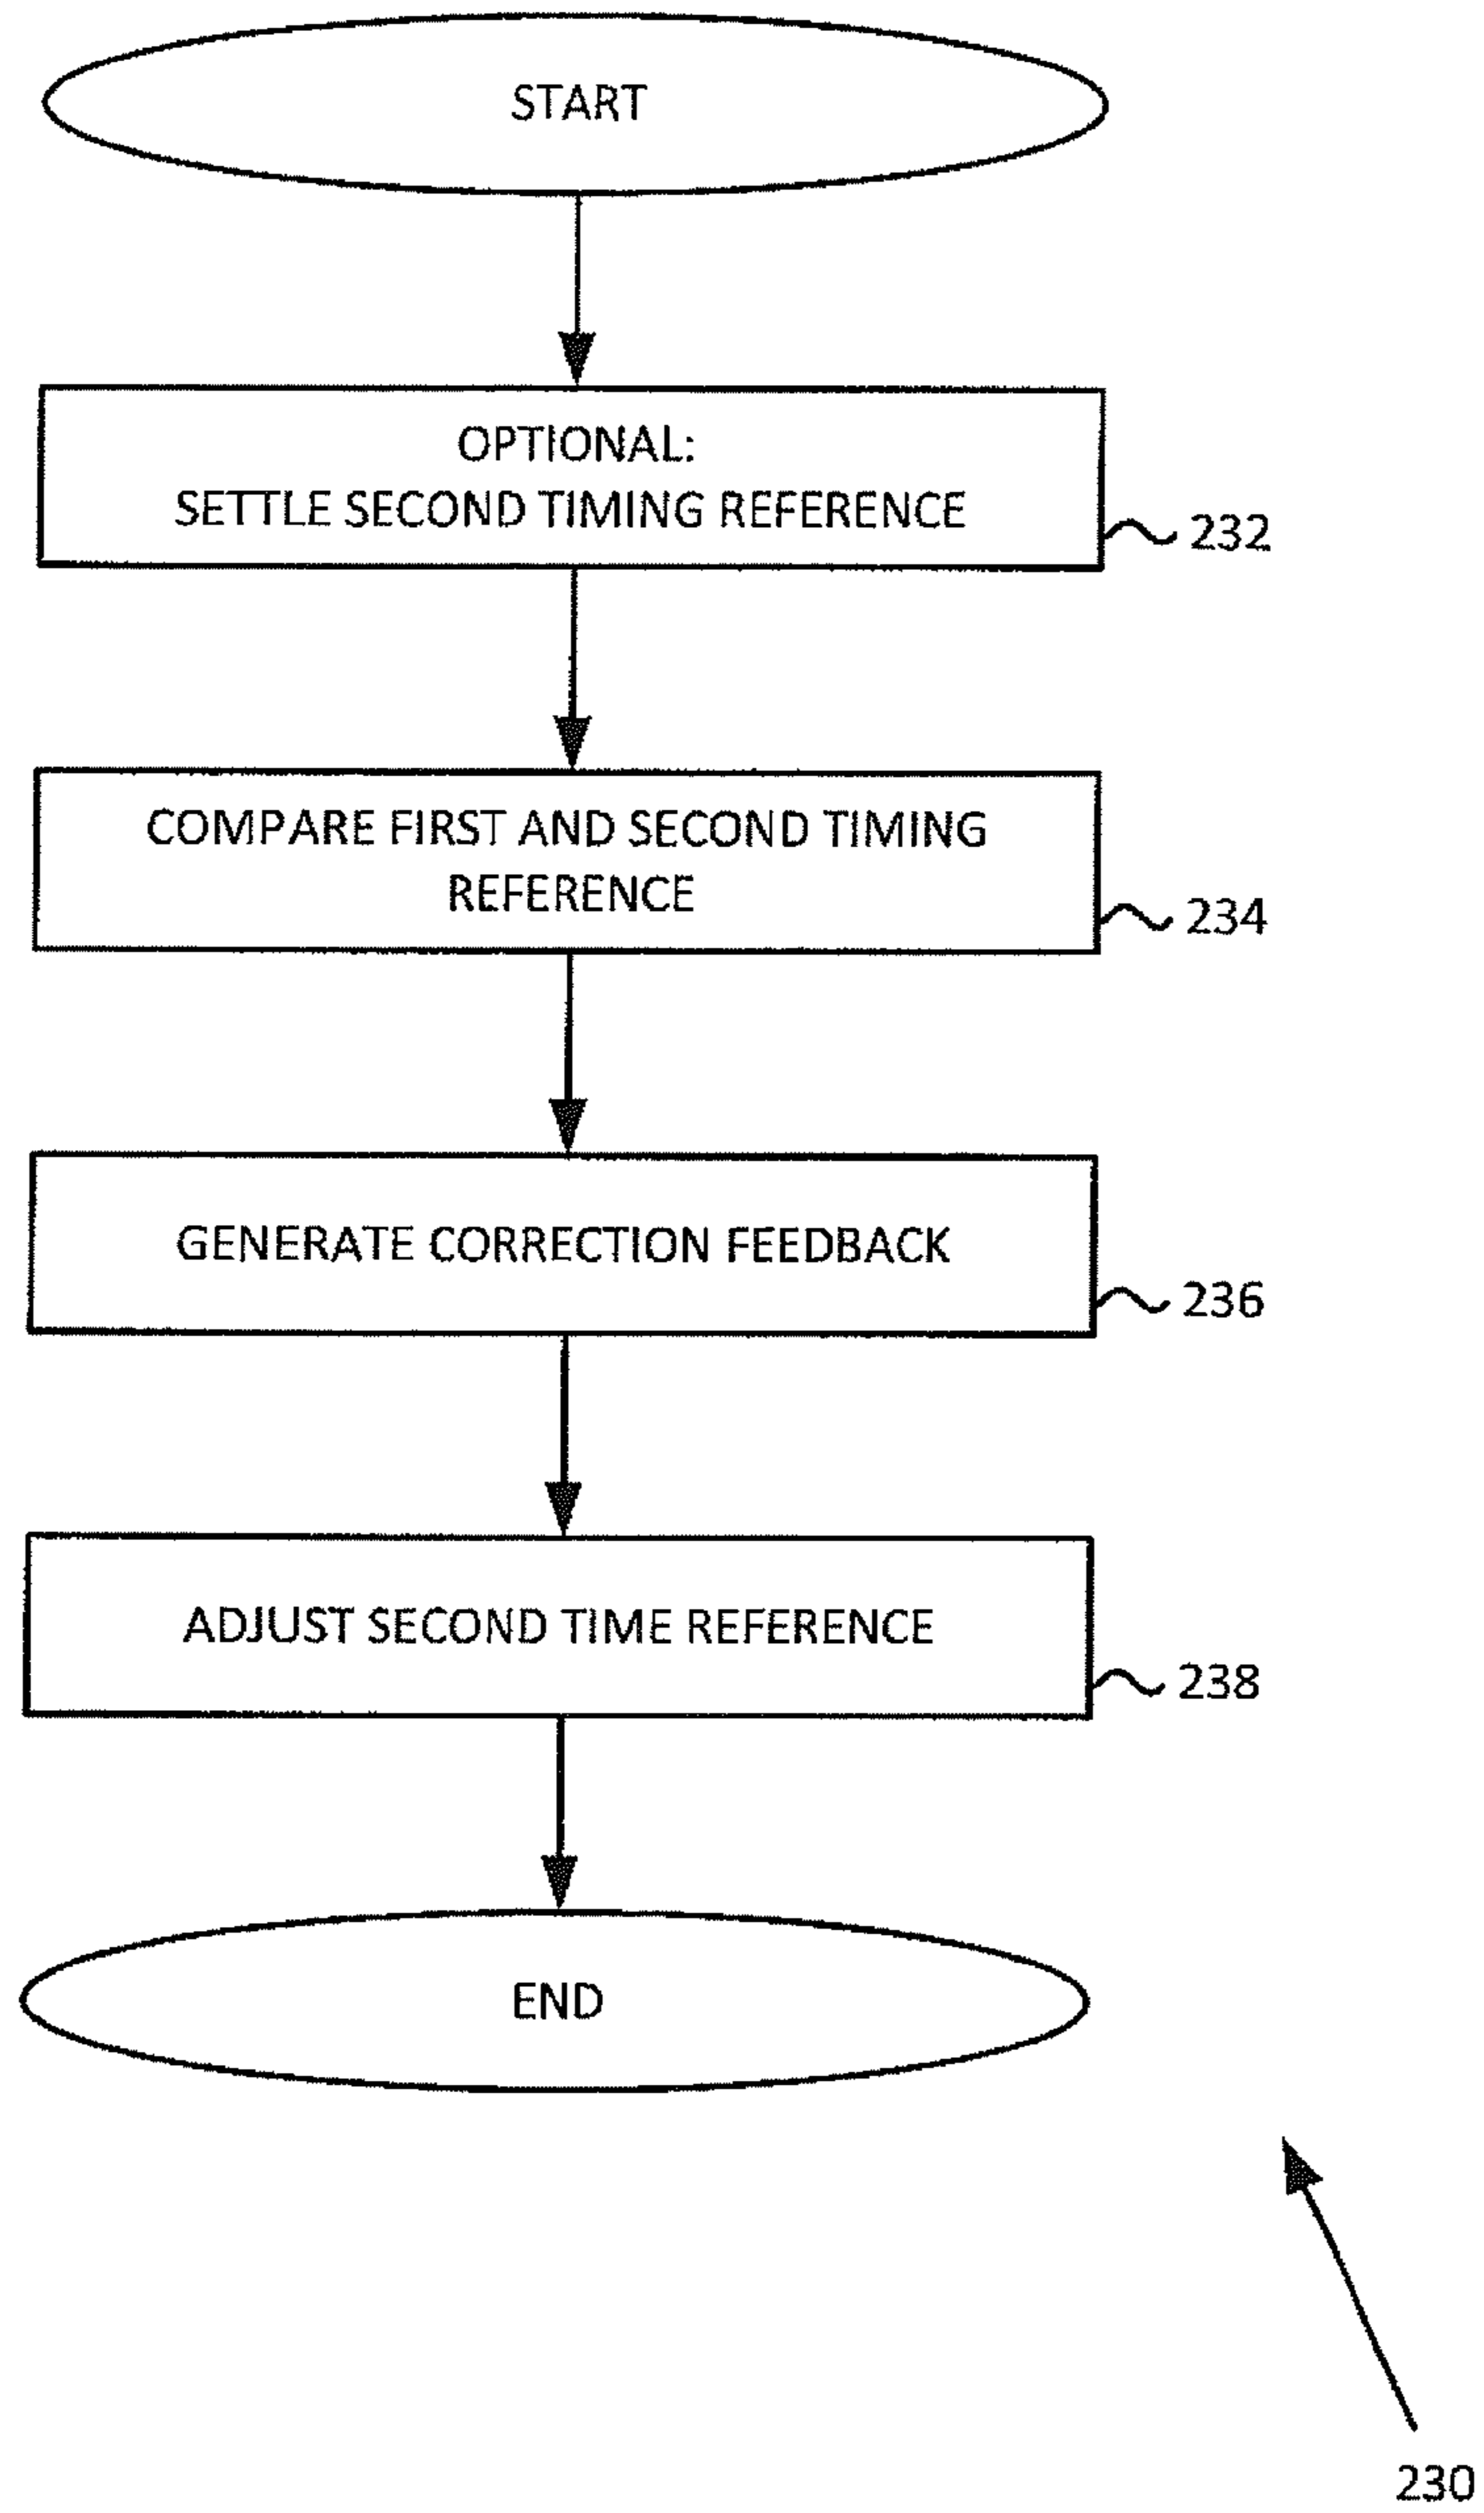 START
OPTIONAL:
SETTLE SECOND TIMING REFERENCE
232
COMPARE FIRST AND SECOND TIMING
REFERENCE
234
GENERATE CORRECTION FEEDBACK
236
ADJUST SECOND TIME REFERENCE
238
END
230